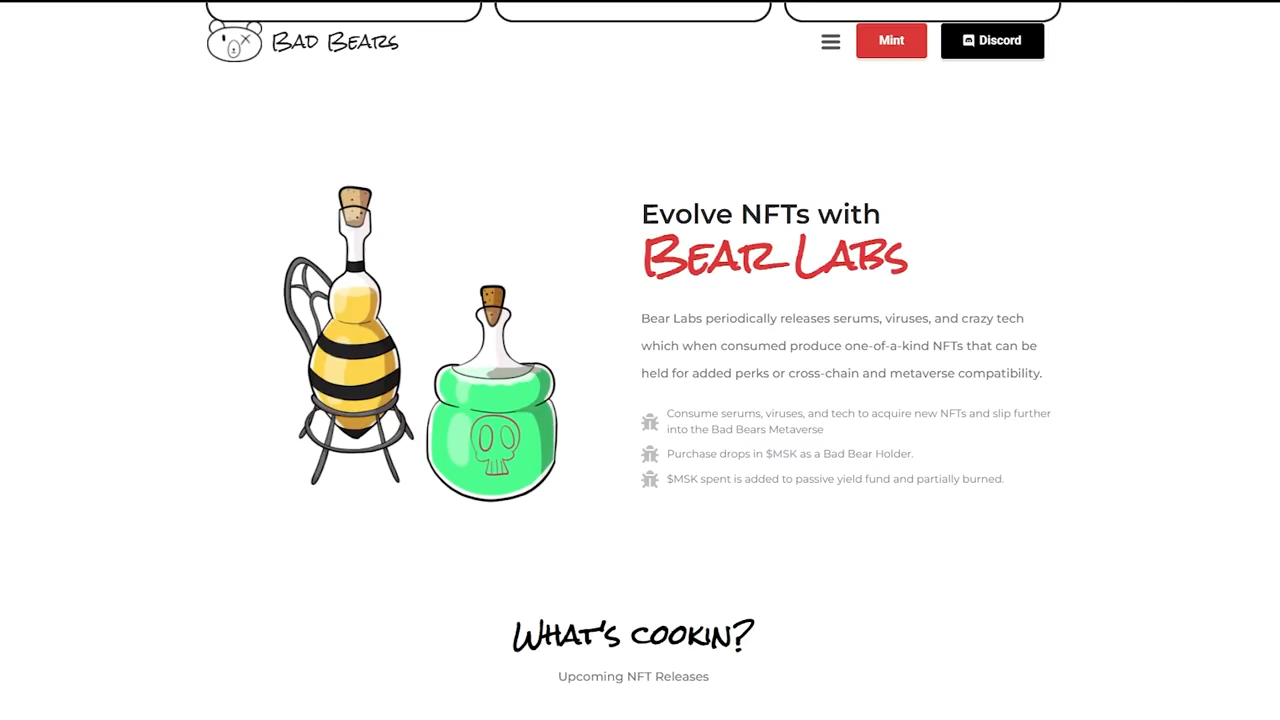 Bad Bears
Mint
Discord
Evolve NFTs with
Bear Labs
Bear Labs periodically releases serums, viruses, and crazy tech
which when consumed produce one-of-a-kind NFTs that can be
held for added perks or cross-chain and metaverse compatibility.
Consume serums, viruses, and tech to acquire new NFTs and slip further
into the Bad Bears Metaverse
Purchase drops in $MSK as a Bad Bear Holder.
$MSK spent is added to passive yield fund and partially burned.
What's cookin?
Upcoming NFT Releases